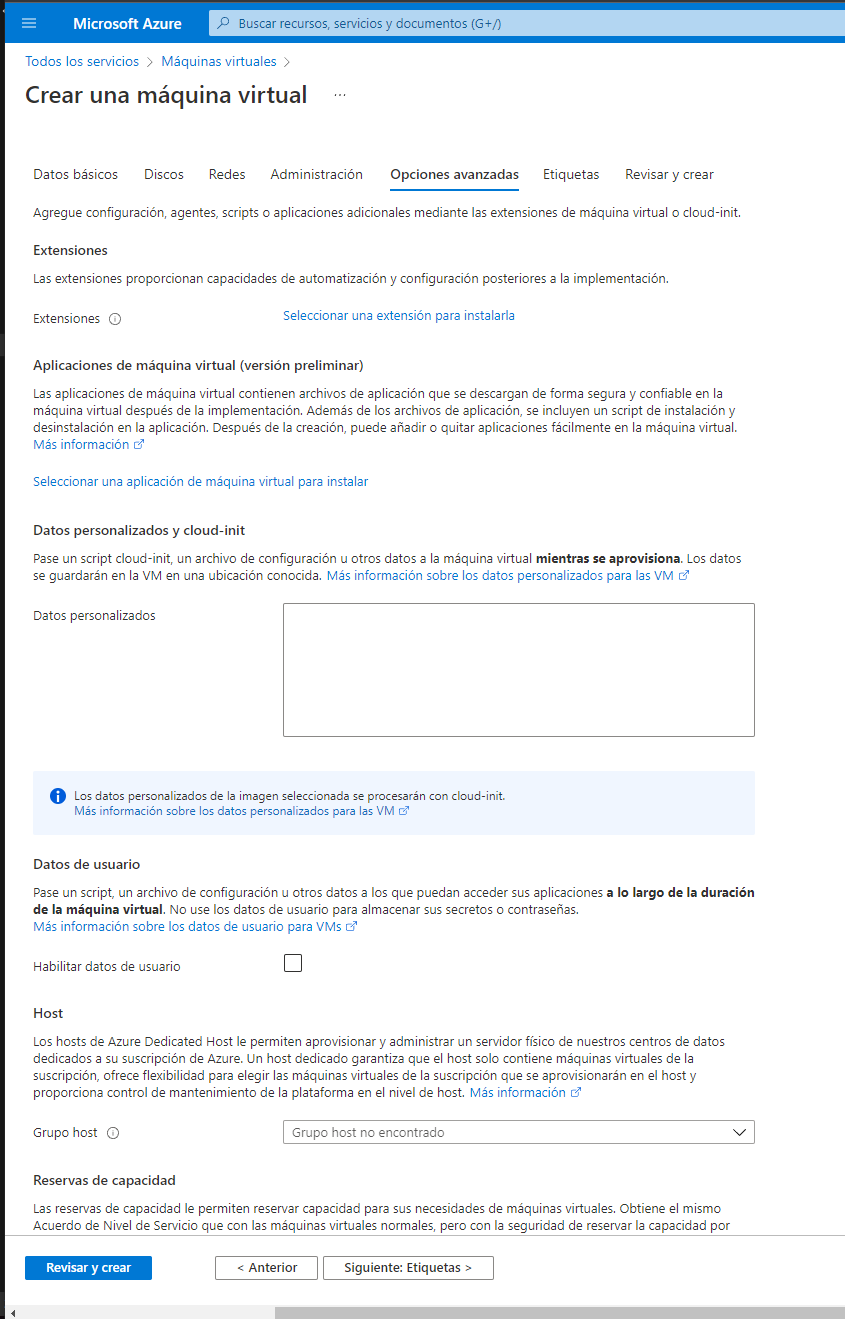 Microsoft Azure
Buscar recursos, servicios y documentos (G+/)
Todos los servicios > Máquinas virtuales >
Crear una máquina virtual ...
Datos básicos Discos Redes Administración Opciones avanzadas Etiquetas Revisar y crear
Agregue configuración, agentes, scripts o aplicaciones adicionales mediante las extensiones de máquina virtual o cloud-init.
Extensiones
Las extensiones proporcionan capacidades de automatización y configuración posteriores a la implementación.
Extensiones
Seleccionar una extensión para instalarla
Aplicaciones de máquina virtual (versión preliminar)
Las aplicaciones de máquina virtual contienen archivos de aplicación que se descargan de forma segura y confiable en la
máquina virtual después de la implementación. Además de los archivos de aplicación, se incluyen un script de instalación y
desinstalación en la aplicación. Después de la creación, puede añadir o quitar aplicaciones fácilmente en la máquina virtual.
Más información
Seleccionar una aplicación de máquina virtual para instalar
Datos personalizados y cloud-init
Pase un script cloud-init, un archivo de configuración u otros datos a la máquina virtual mientras se aprovisiona. Los datos
se guardarán en la VM en una ubicación conocida. Más información sobre los datos personalizados para las VM
Datos personalizados
Los datos personalizados de la imagen seleccionada se procesarán con cloud-init.
Más información sobre los datos personalizados para las VM
Datos de usuario
Pase un script, un archivo de configuración u otros datos a los que puedan acceder sus aplicaciones a lo largo de la duración
de la máquina virtual. No use los datos de usuario para almacenar sus secretos o contraseñas.
Más información sobre los datos de usuario para VMs
Habilitar datos de usuario
Host
Los hosts de Azure Dedicated Host le permiten aprovisionar y administrar un servidor físico de nuestros centros de datos
dedicados a su suscripción de Azure. Un host dedicado garantiza que el host solo contiene máquinas virtuales de la
suscripción, ofrece flexibilidad para elegir las máquinas virtuales de la suscripción que se aprovisionarán en el host y
proporciona control de mantenimiento de la plataforma en el nivel de host. Más información
Grupo host
Grupo host no encontrado
Reservas de capacidad
Las reservas de capacidad le permiten reservar capacidad para sus necesidades de máquinas virtuales. Obtiene el mismo
Acuerdo de Nivel de Servicio que con las máquinas virtuales normales, pero con la seguridad de reservar la capacidad por
Revisar y crear
< Anterior
Siguiente: Etiquetas >